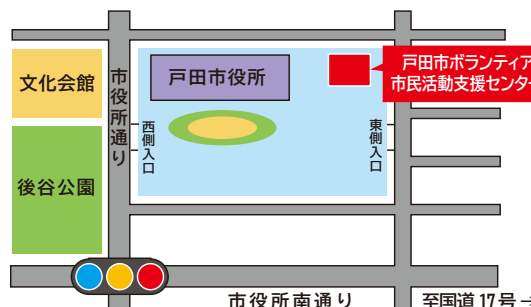 文化会館
市役所通り
戸田市役所
戸田市ボランティア
市民活動支援センター
西側入口
東側入口
後谷公園
市役所南通り
至国道17号→